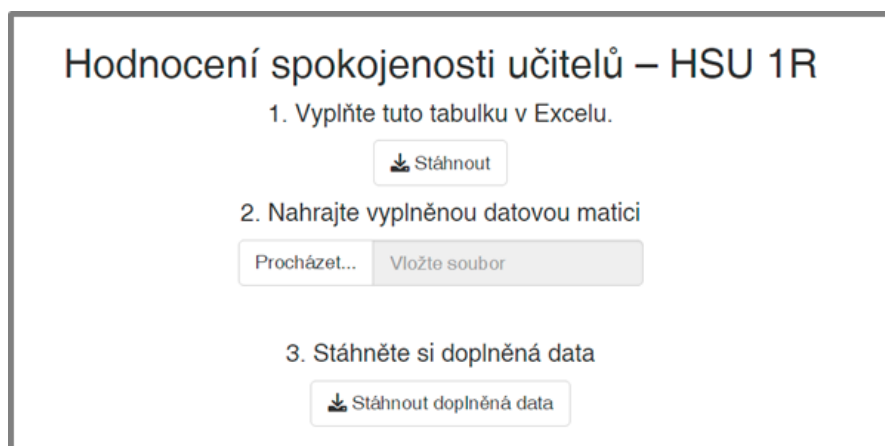 Hodnocení spokojenosti učitelů – HSU 1R
1. Vyplňte tuto tabulku v Excelu.
Stáhnout
2. Nahrajte vyplněnou datovou matici
Procházet... Vložte soubor
3. Stáhněte si doplněná data
Stáhnout doplněná data